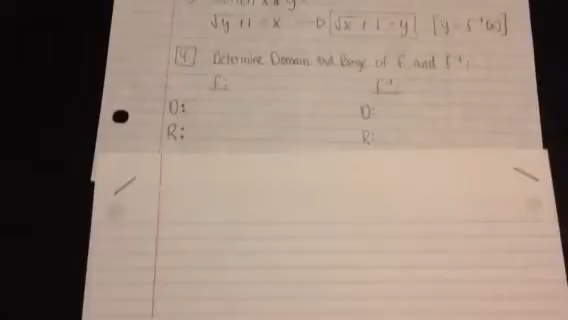 √y + 1 = x → [√x + 1 = y] [y = f⁻¹(x)]
4 Determine Domain and Range of f and f⁻¹:
f: f⁻¹:
D: D:
R: R: